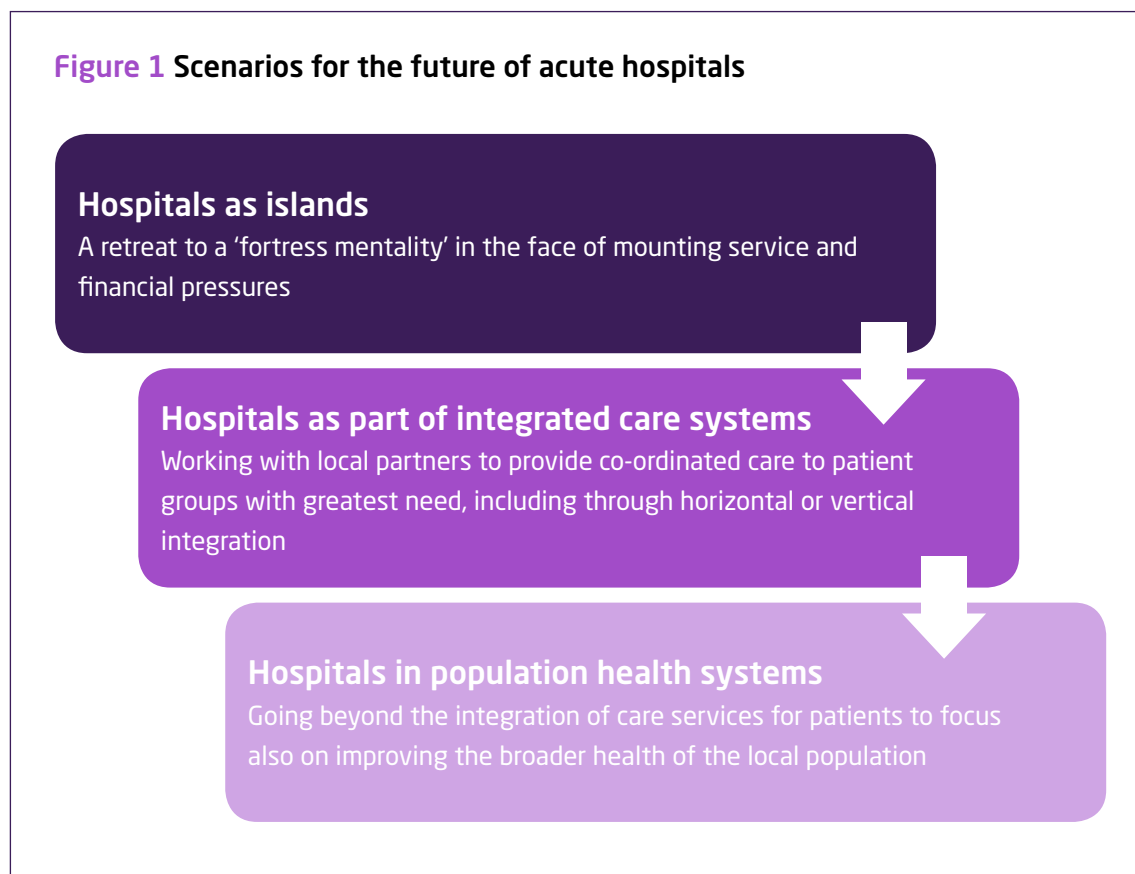 Figure 1 Scenarios for the future of acute hospitals
Hospitals as islands
A retreat to a ‘fortress mentality’ in the face of mounting service and
financial pressures
Hospitals as part of integrated care systems
Working with local partners to provide co-ordinated care to patient
groups with greatest need, including through horizontal or vertical
integration
Hospitals in population health systems
Going beyond the integration of care services for patients to focus
also on improving the broader health of the local population